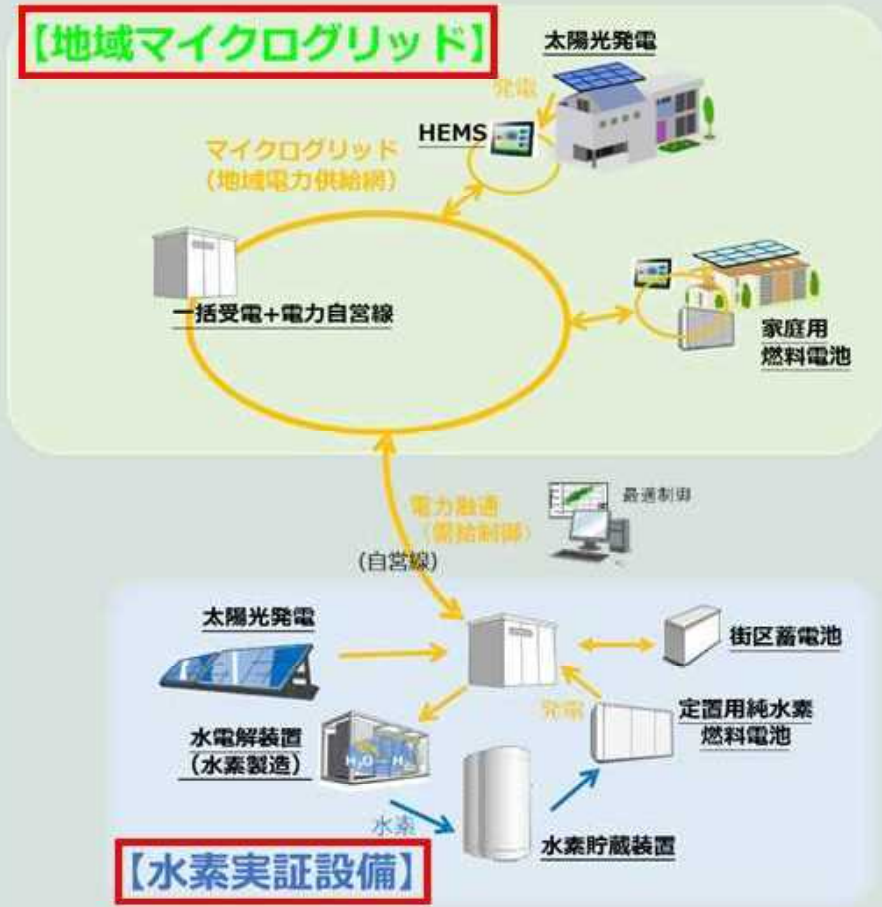 【地域マイクログリッド】
太陽光発電
発電
HEMS
マイクログリッド
(地域電力供給網)
一括受電+電力自営線
家庭用
燃料電池
電力融通
(需給制御)
最適制御
(自営線)
太陽光発電
街区蓄電池
発電
定置用純水素
燃料電池
水電解装置
(水素製造)
H₂O
H₂
水素
水素貯蔵装置
【水素実証設備】